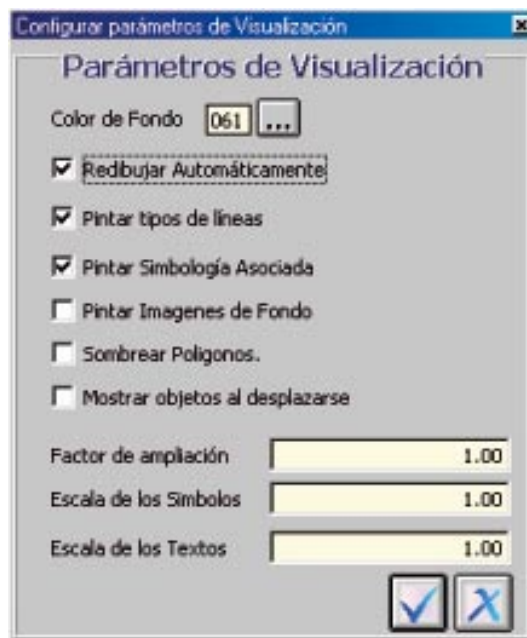 Configurar parámetros de Visualización
Parámetros de Visualización
Color de Fondo 061 ...
Redibujar Automáticamente
Pintar tipos de líneas
Pintar Simbología Asociada
Pintar Imagenes de Fondo
Sombrear Poligonos.
Mostrar objetos al desplazarse
Factor de ampliación 1.00
Escala de los Simbolos 1.00
Escala de los Textos 1.00